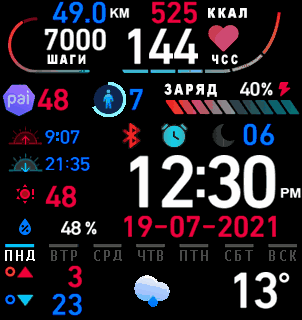 49.0 КМ 525 ККАЛ
7000 144
ШАГИ ЧСС
ЗАРЯД 40%
pai 48 7
9:07 06
21:35 12:30 PM
48
48 % 19-07-2021
ПНД ВТР СРД ЧТВ ПТН СБТ ВСК
3
23 13°